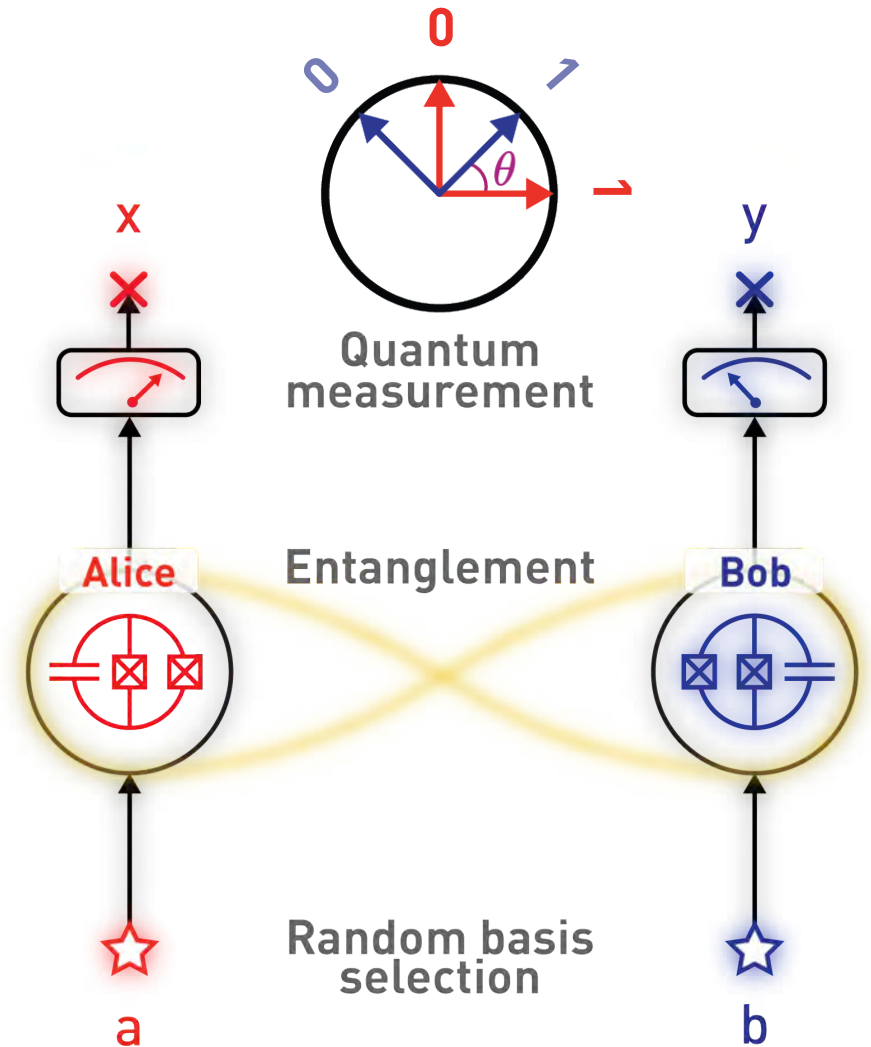 0
0
1
θ
1
x
y
Quantum
measurement
Alice
Entanglement
Bob
Random basis
selection
a
b